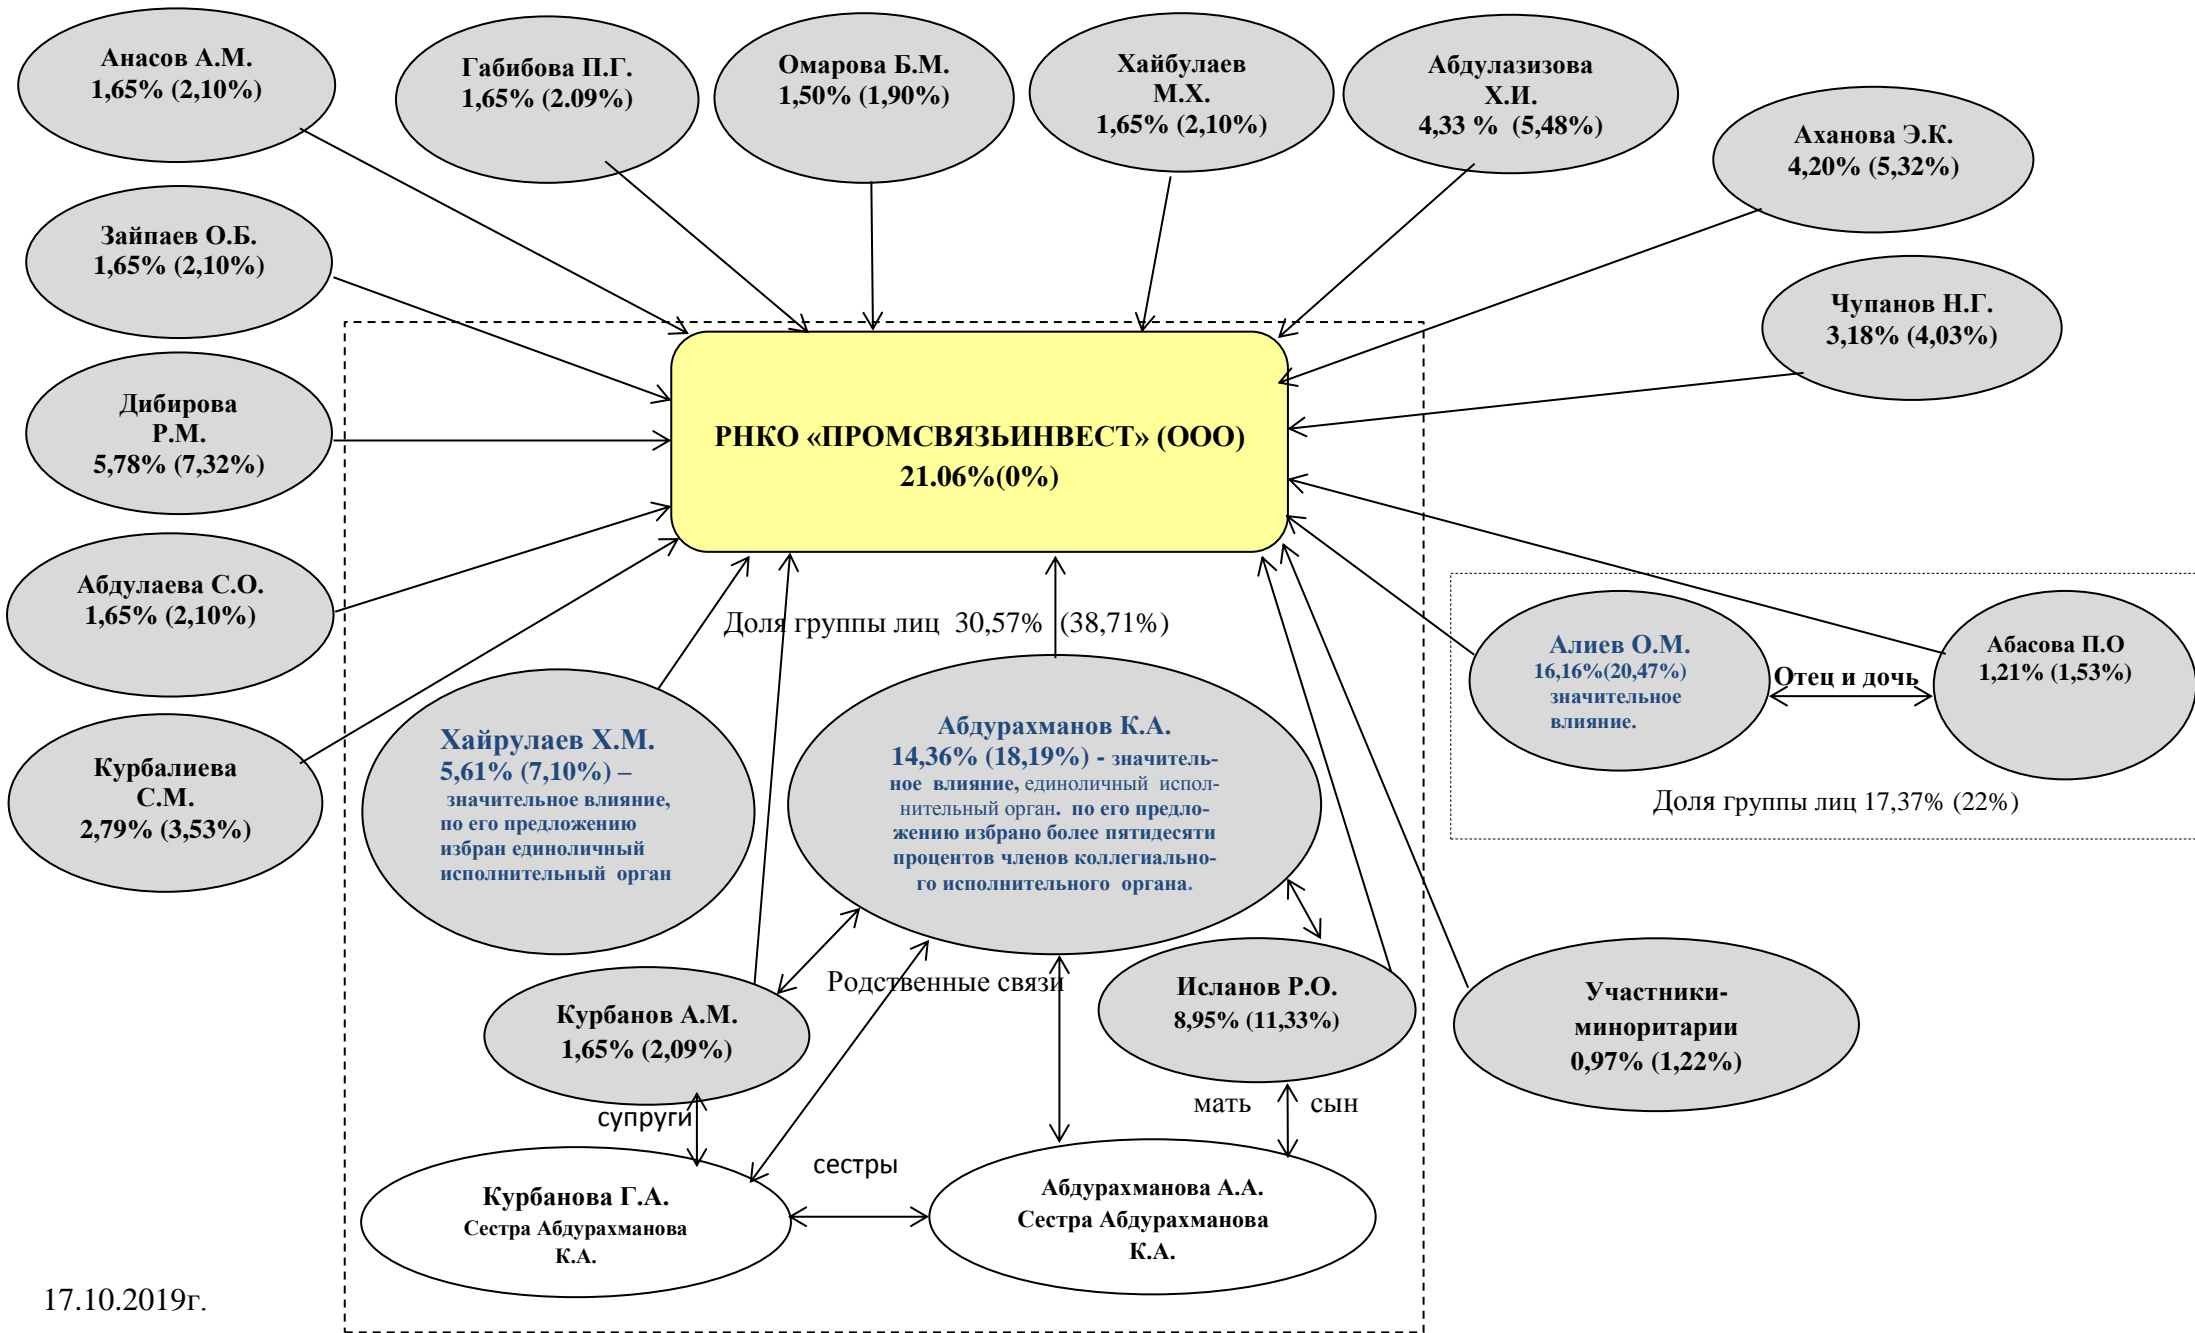 Анасов А.М.
1,65% (2,10%)
Габибова П.Г.
1,65% (2.09%)
Омарова Б.М.
1,50% (1,90%)
Хайбулаев
М.Х.
1,65% (2,10%)
Абдулазизова
Х.И.
4,33 % (5,48%)
Аханова Э.К.
4,20% (5,32%)
Зайпаев О.Б.
1,65% (2,10%)
Чупанов Н.Г.
3,18% (4,03%)
Дибирова
Р.М.
5,78% (7,32%)
РНКО «ПРОМСВЯЗЬИНВЕСТ» (ООО)
21.06%(0%)
Абдулаева С.О.
1,65% (2,10%)
Доля группы лиц 30,57% (38,71%)
Алиев О.М.
16,16%(20,47%)
значительное
влияние.
Отец и дочь
Абасова П.О
1,21% (1,53%)
Доля группы лиц 17,37% (22%)
Курбалиева
С.М.
2,79% (3,53%)
Хайрулаев Х.М.
5,61% (7,10%) –
значительное влияние,
по его предложению
избран единоличный
исполнительный орган
Абдурахманов К.А.
14,36% (18,19%) - значитель-
ное влияние, единоличный испол-
нительный орган. по его предло-
жению избрано более пятидесяти
процентов членов коллегиально-
го исполнительного органа.
Родственные связи
Курбанов А.М.
1,65% (2,09%)
Исланов Р.О.
8,95% (11,33%)
Участники-
миноритарии
0,97% (1,22%)
супруги
мать
сын
сестры
Курбанова Г.А.
Сестра Абдурахманова
К.А.
Абдурахманова А.А.
Сестра Абдурахманова
К.А.
17.10.2019г.